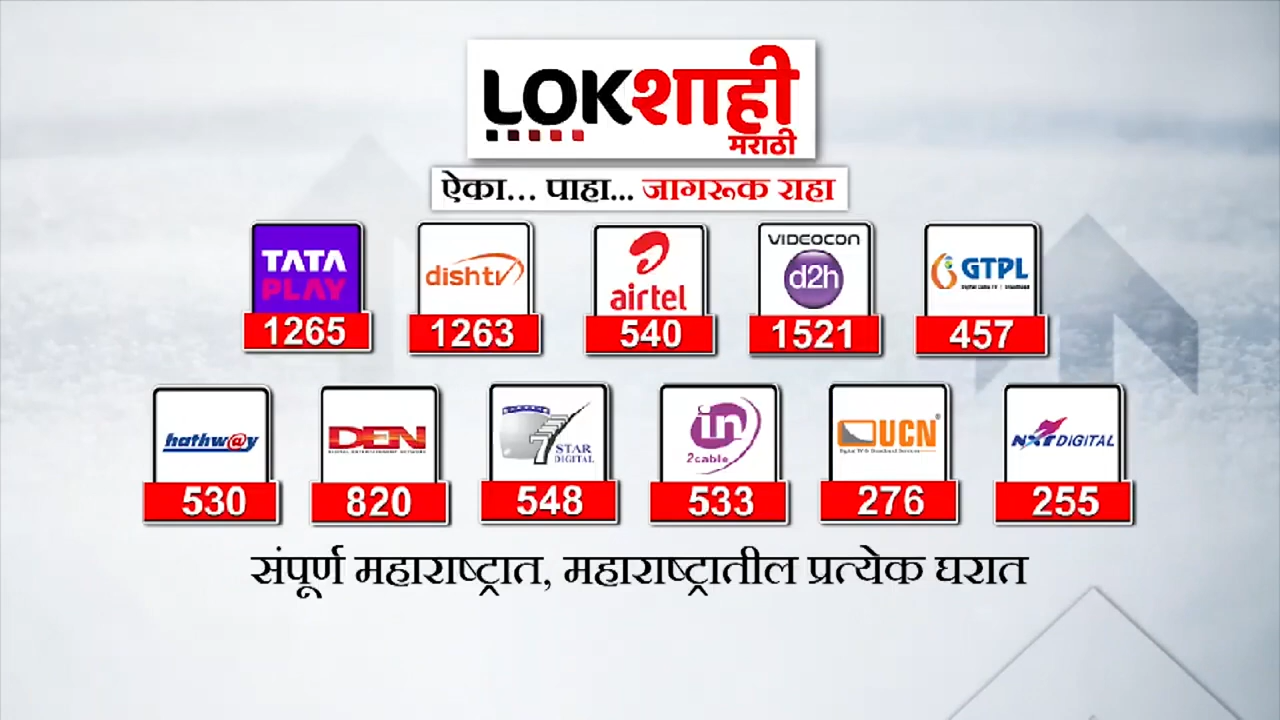 LOKशाही
मराठी
ऐका... पाहा... जागरूक राहा
TATA PLAY
1265
dishtv
1263
airtel
540
VIDEOCON
d2h
1521
GTPL
457
hathw@y
530
DEN
820
7 STAR DIGITAL
548
in 2cable
533
UCN
276
NXT DIGITAL
255
संपूर्ण महाराष्ट्रात, महाराष्ट्रातील प्रत्येक घरात